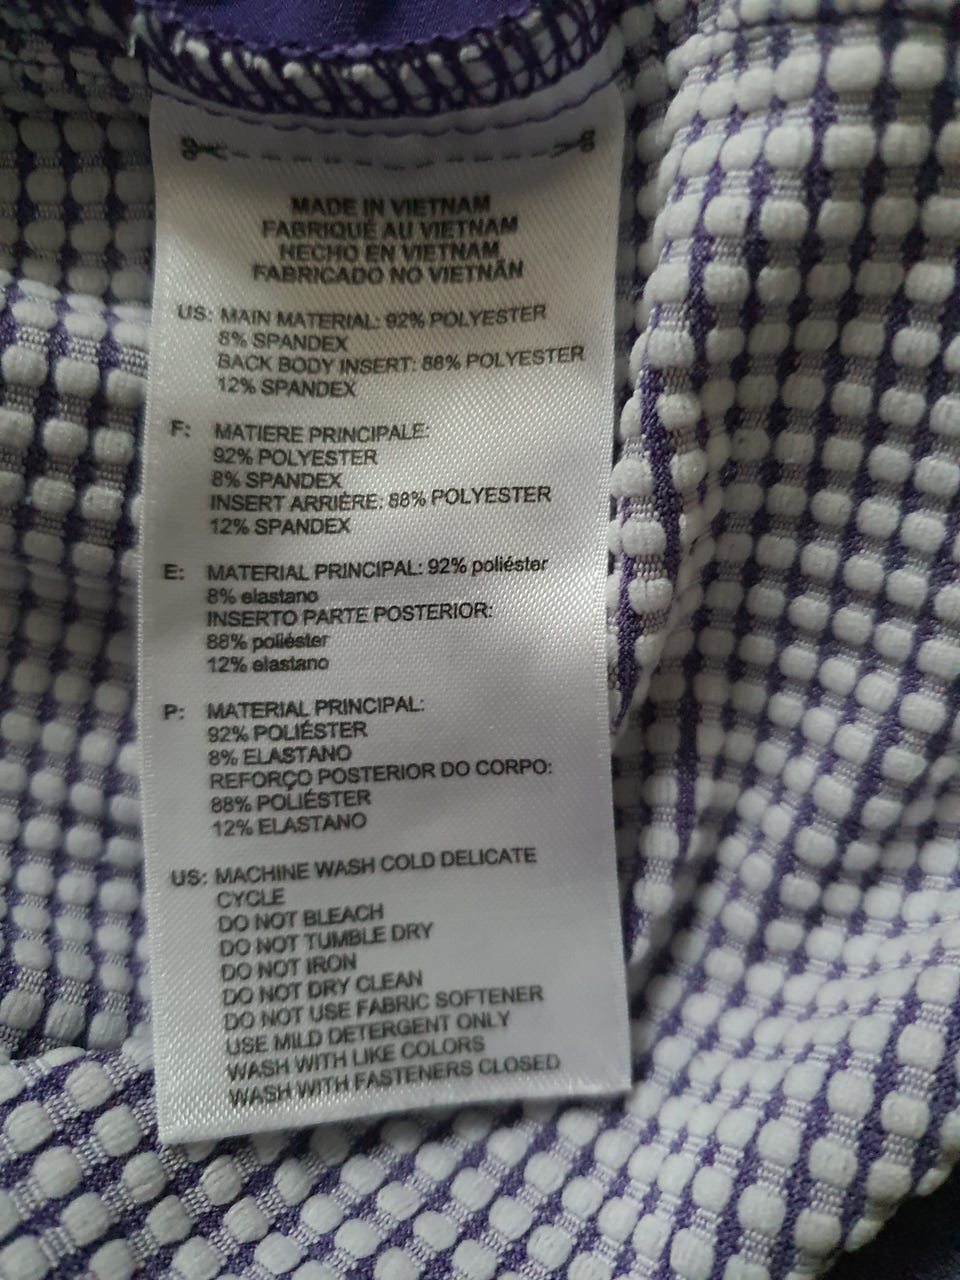 MADE IN VIETNAM
FABRIQUÉ AU VIETNAM
HECHO EN VIETNAM
FABRICADO NO VIETNÃN
US: MAIN MATERIAL: 92% POLYESTER
8% SPANDEX
BACK BODY INSERT: 88% POLYESTER
12% SPANDEX
F: MATIERE PRINCIPALE:
92% POLYESTER
8% SPANDEX
INSERT ARRIÈRE: 88% POLYESTER
12% SPANDEX
E: MATERIAL PRINCIPAL: 92% poliéster
8% elastano
INSERTO PARTE POSTERIOR:
88% poliéster
12% elastano
P: MATERIAL PRINCIPAL:
92% POLIÉSTER
8% ELASTANO
REFORÇO POSTERIOR DO CORPO:
88% POLIÉSTER
12% ELASTANO
US: MACHINE WASH COLD DELICATE
CYCLE
DO NOT BLEACH
DO NOT TUMBLE DRY
DO NOT IRON
DO NOT DRY CLEAN
DO NOT USE FABRIC SOFTENER
USE MILD DETERGENT ONLY
WASH WITH LIKE COLORS
WASH WITH FASTENERS CLOSED